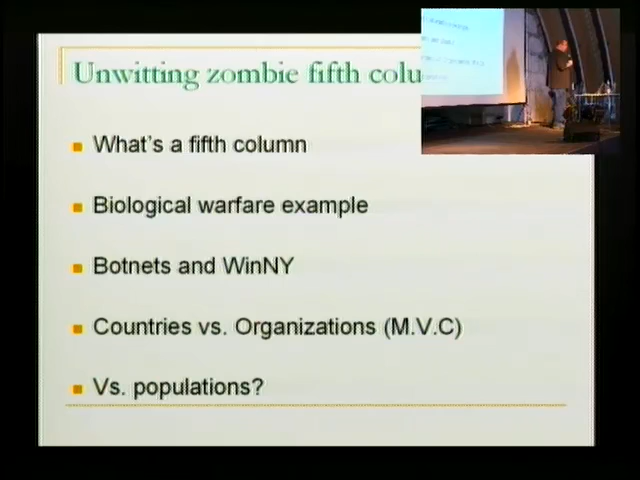 Unwitting zombie fifth colu
What's a fifth column
Biological warfare example
Botnets and WinNY
Countries vs. Organizations (M.V.C)
Vs. populations?